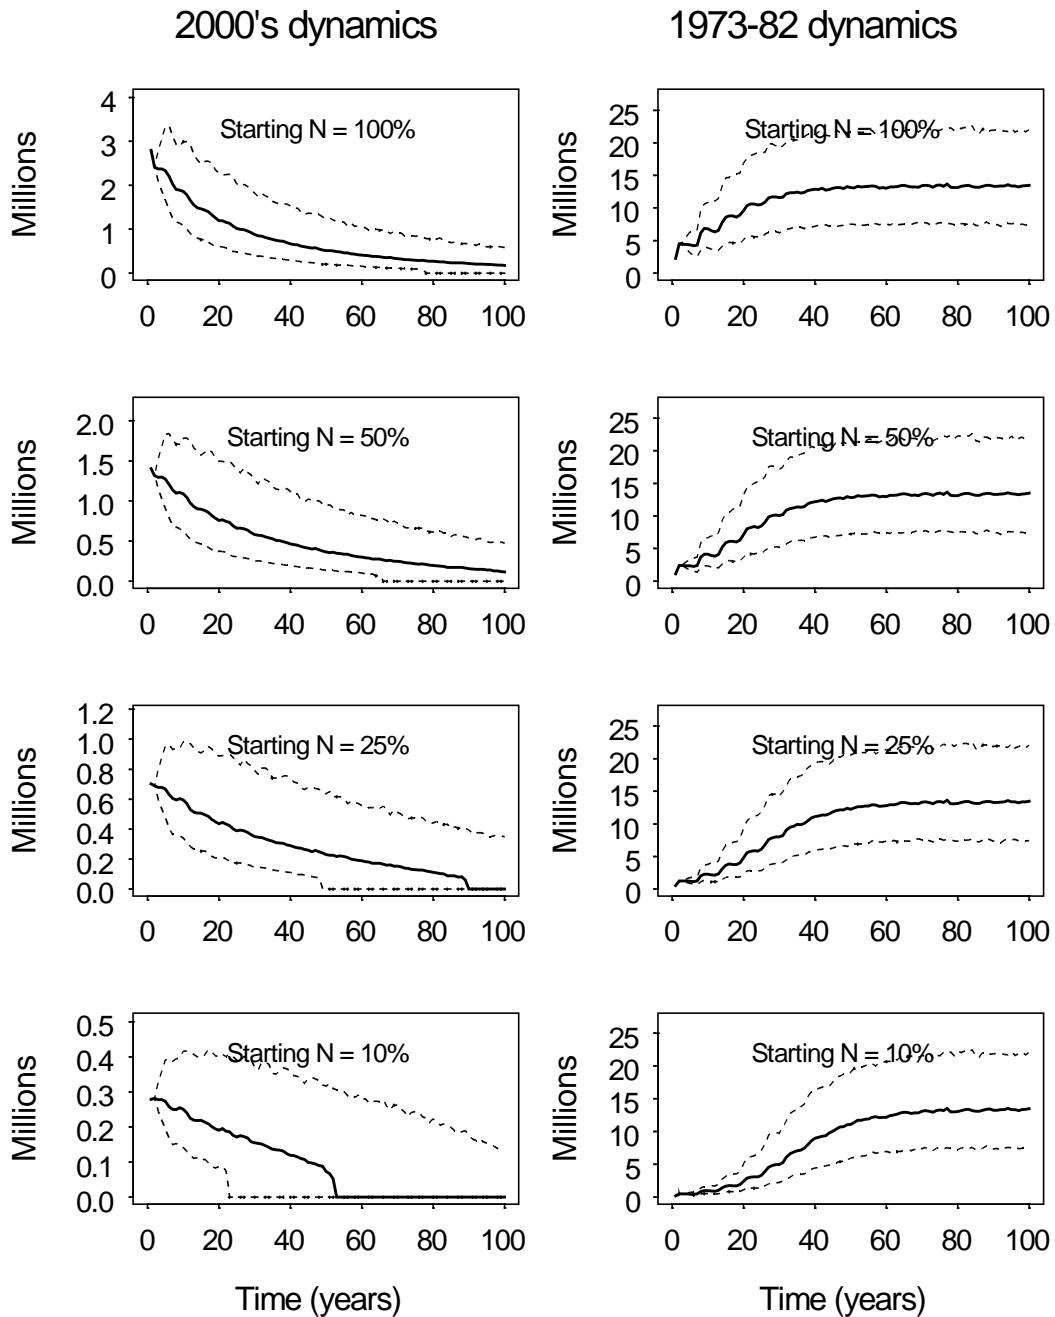 2000's dynamics
1973-82 dynamics
Millions
4
3
2
1
0
Starting N = 100%
0 20 40 60 80 100
Millions
25
20
15
10
5
0
Starting N = 100%
0 20 40 60 80 100
Millions
2.0
1.5
1.0
0.5
0.0
Starting N = 50%
0 20 40 60 80 100
Millions
25
20
15
10
5
0
Starting N = 50%
0 20 40 60 80 100
Millions
1.2
1.0
0.8
0.6
0.4
0.2
0.0
Starting N = 25%
0 20 40 60 80 100
Millions
25
20
15
10
5
0
Starting N = 25%
0 20 40 60 80 100
Millions
0.5
0.4
0.3
0.2
0.1
0.0
Starting N = 10%
0 20 40 60 80 100
Time (years)
Millions
25
20
15
10
5
0
Starting N = 10%
0 20 40 60 80 100
Time (years)